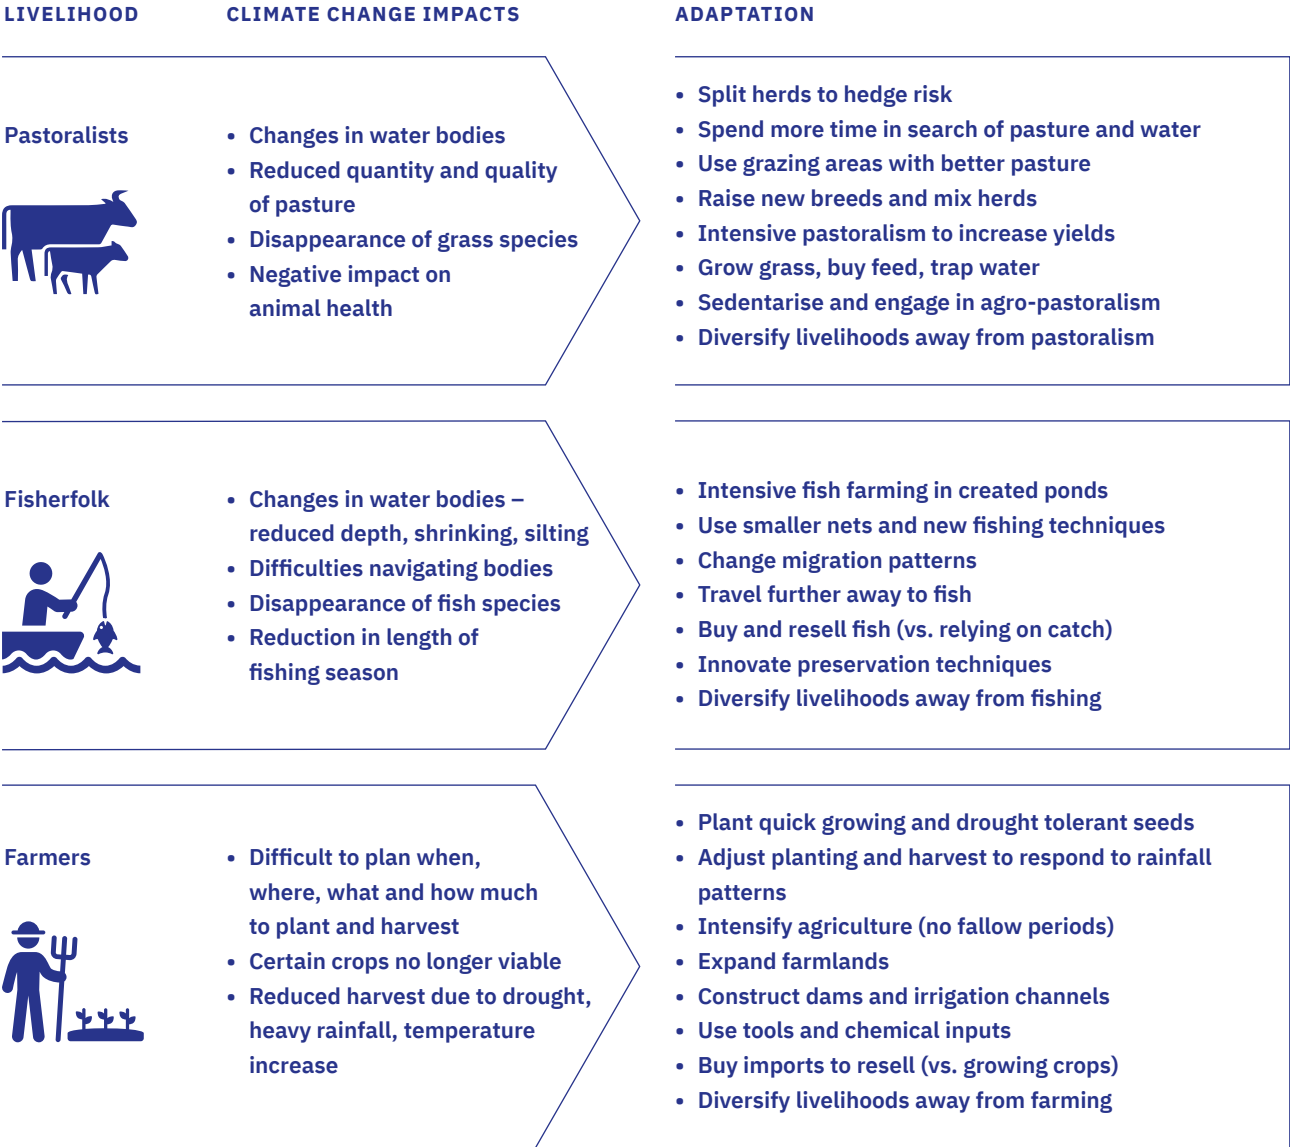 LIVELIHOOD
CLIMATE CHANGE IMPACTS
ADAPTATION
Pastoralists
• Changes in water bodies
• Reduced quantity and quality
of pasture
• Disappearance of grass species
• Negative impact on
animal health
• Split herds to hedge risk
• Spend more time in search of pasture and water
• Use grazing areas with better pasture
• Raise new breeds and mix herds
• Intensive pastoralism to increase yields
• Grow grass, buy feed, trap water
• Sedentarise and engage in agro-pastoralism
• Diversify livelihoods away from pastoralism
Fisherfolk
• Changes in water bodies –
reduced depth, shrinking, silting
• Difficulties navigating bodies
• Disappearance of fish species
• Reduction in length of
fishing season
• Intensive fish farming in created ponds
• Use smaller nets and new fishing techniques
• Change migration patterns
• Travel further away to fish
• Buy and resell fish (vs. relying on catch)
• Innovate preservation techniques
• Diversify livelihoods away from fishing
Farmers
• Difficult to plan when,
where, what and how much
to plant and harvest
• Certain crops no longer viable
• Reduced harvest due to drought,
heavy rainfall, temperature
increase
• Plant quick growing and drought tolerant seeds
• Adjust planting and harvest to respond to rainfall
patterns
• Intensify agriculture (no fallow periods)
• Expand farmlands
• Construct dams and irrigation channels
• Use tools and chemical inputs
• Buy imports to resell (vs. growing crops)
• Diversify livelihoods away from farming